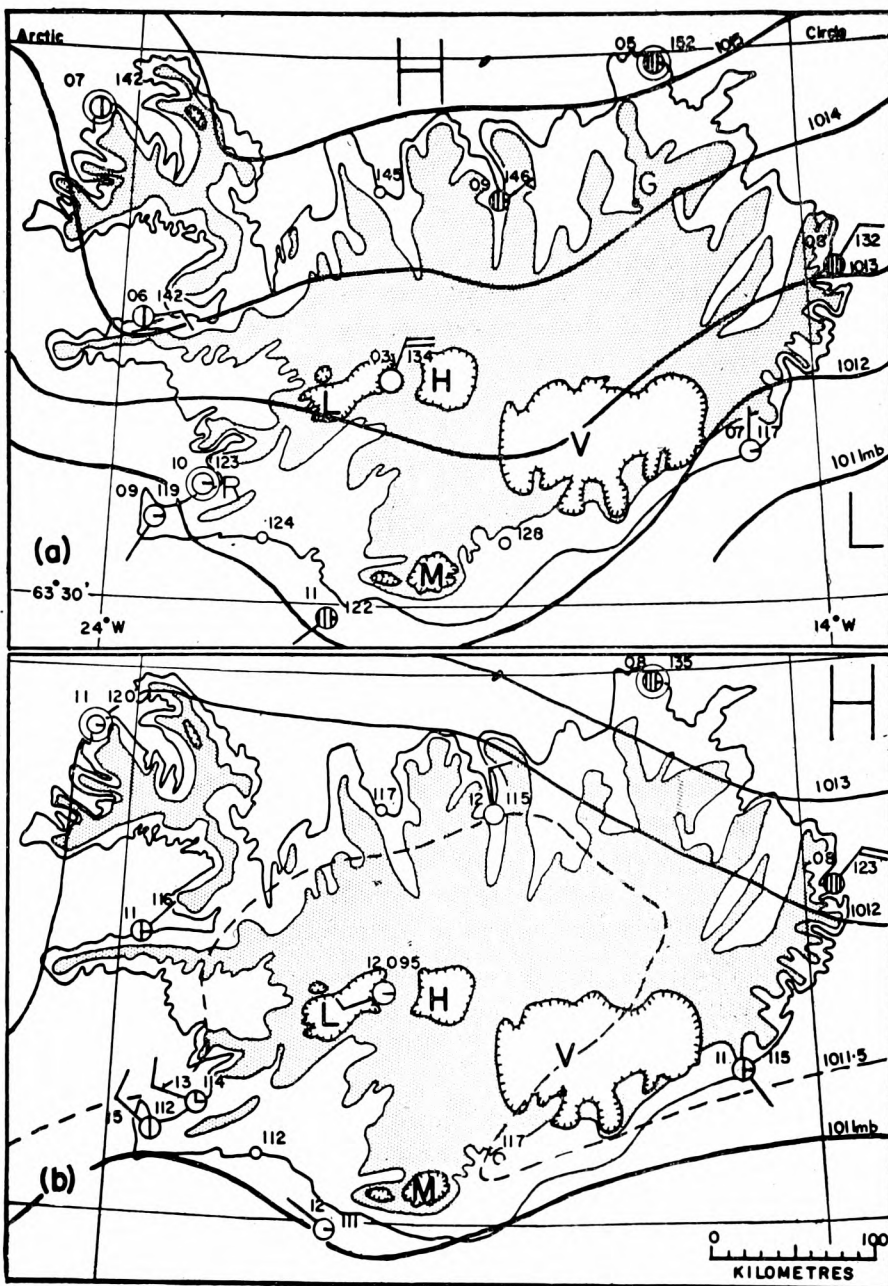 Arctic
Circle
H
05 152
1015
07 142
1014
145
09 146
G
08 132
1013
06 142
03 134
H
L
1012
V
07 117
10 123
R
1011mb
09 119
124
128
L
(a)
M
63° 30'
11 122
24° W
14° W
08 135
H
11 120
1013
117
12 115
08 123
11 116
1012
12 095
L
H
V
11 115
1011·5
13 114
15 112
112
117
1011mb
(b)
M
12 111
0 100
KILOMETRES